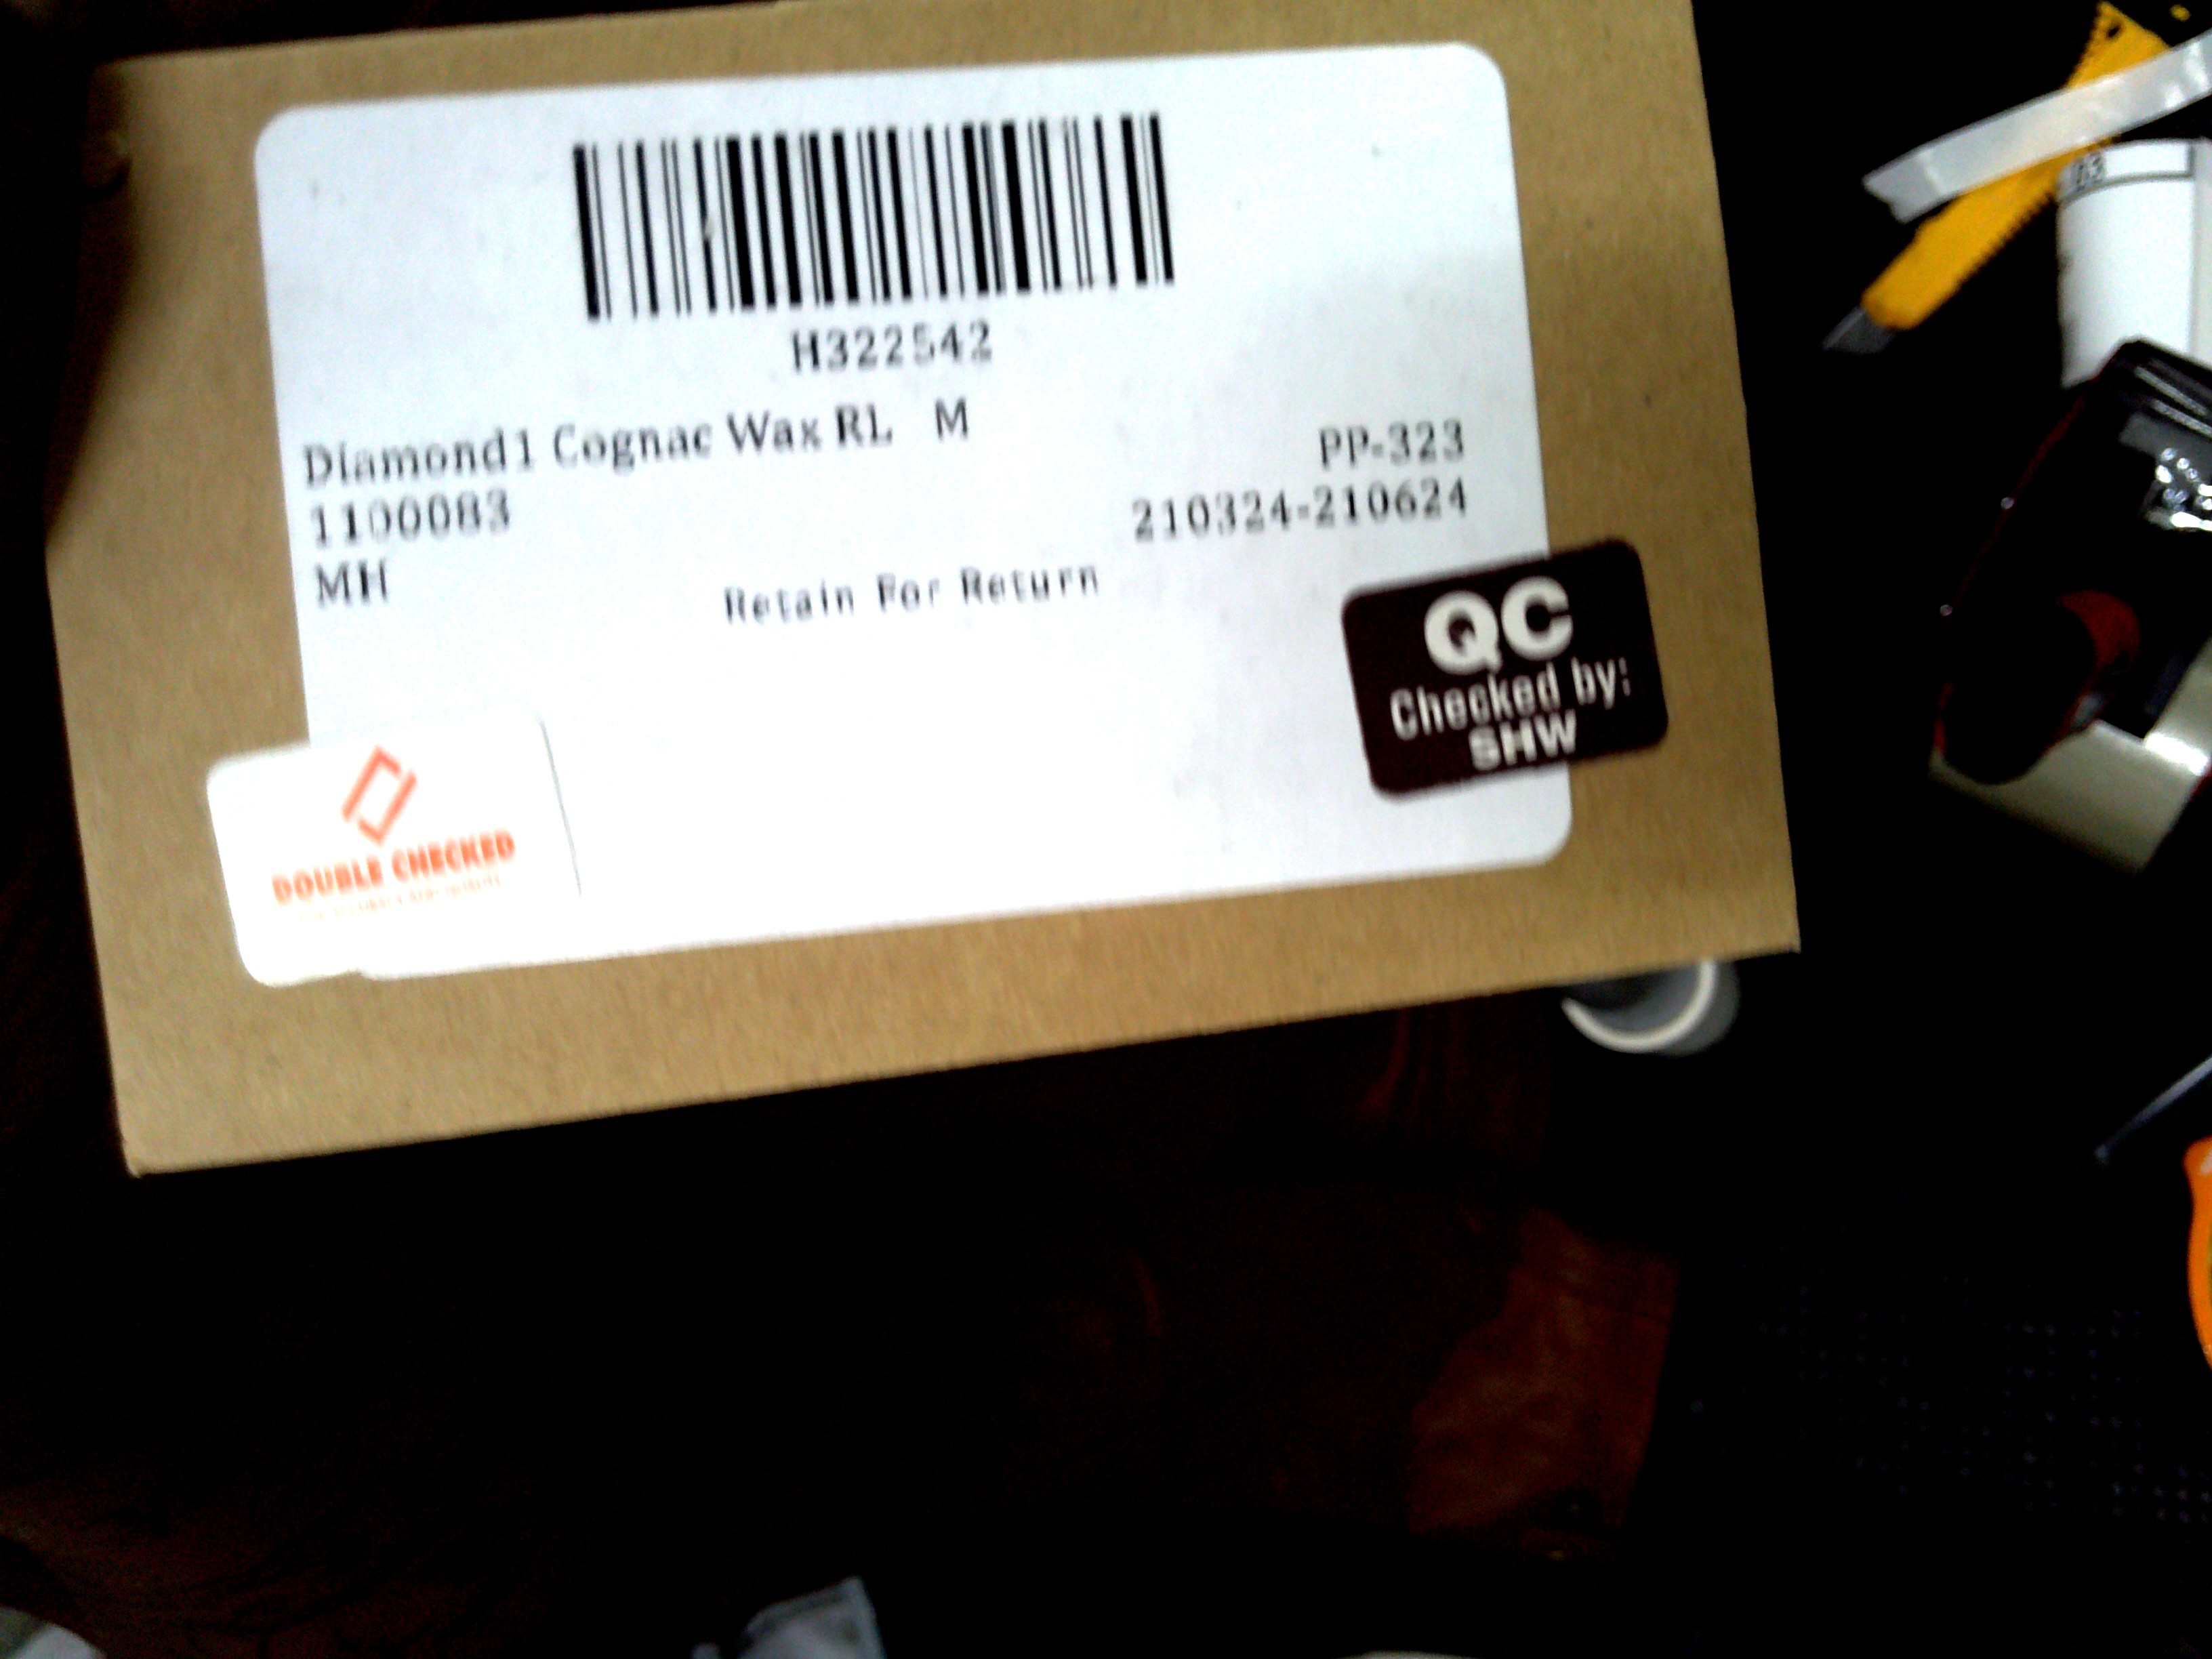 H322542
Diamond1 Cognac Wax RL M
PP-323
1100083
210324-210624
MH
Retain For Return
QC
Checked by:
SHW
DOUBLE CHECKED
03